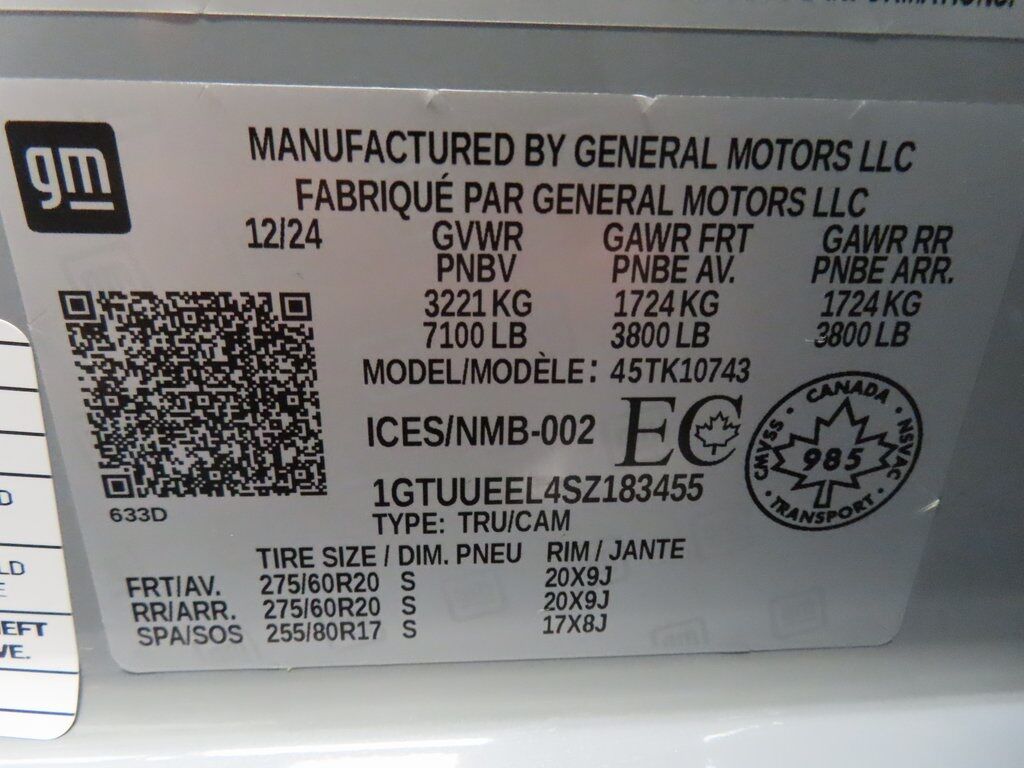 gm
MANUFACTURED BY GENERAL MOTORS LLC
FABRIQUÉ PAR GENERAL MOTORS LLC
12/24 GVWR GAWR FRT GAWR RR
PNBV PNBE AV. PNBE ARR.
3221 KG 1724 KG 1724 KG
7100 LB 3800 LB 3800 LB
MODEL/MODÈLE: 45TK10743
ICES/NMB-002 EC
CANADA
CMVSS 985 NSVAC
TRANSPORT
1GTUUEEL4SZ183455
633D
TYPE: TRU/CAM
TIRE SIZE / DIM. PNEU RIM / JANTE
FRT/AV. 275/60R20 S 20X9J
RR/ARR. 275/60R20 S 20X9J
SPA/SOS 255/80R17 S 17X8J
D
LD
E
EFT
VE.